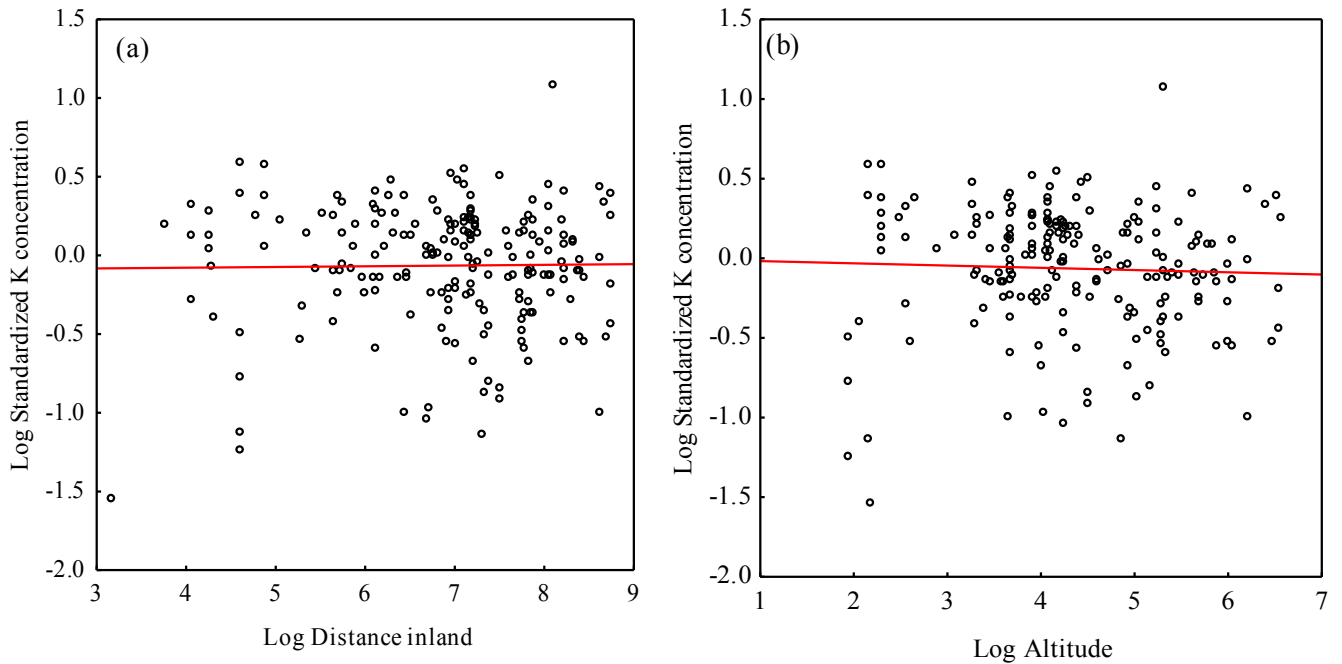 (a)
Log Standardized K concentration
1.5
1.0
0.5
0.0
-0.5
-1.0
-1.5
-2.0
3 4 5 6 7 8 9
Log Distance inland
(b)
Log Standardized K concentration
1.5
1.0
0.5
0.0
-0.5
-1.0
-1.5
-2.0
1 2 3 4 5 6 7
Log Altitude